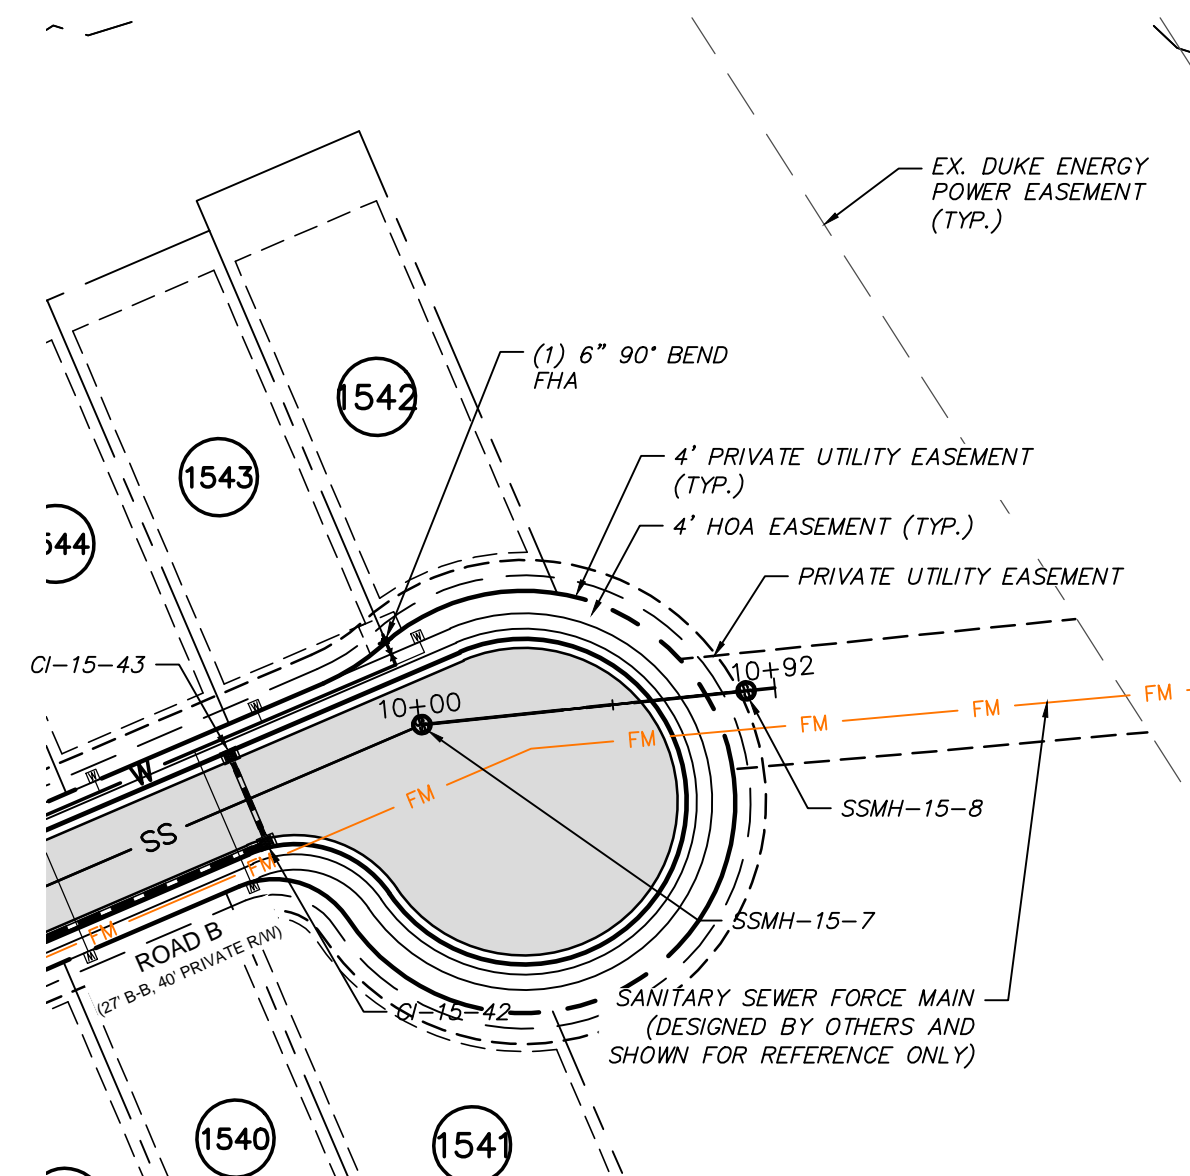 EX. DUKE ENERGY
POWER EASEMENT
(TYP.)
(1) 6” 90° BEND
FHA
1542
4' PRIVATE UTILITY EASEMENT
(TYP.)
1543
4' HOA EASEMENT (TYP.)
544
PRIVATE UTILITY EASEMENT
W
CI-15-43
10+92
FM
FM
10+00
W
FM
FM
W
W
FM
SSMH-15-8
SS
FM
W
SSMH-15-7
FM
ROAD B
W
(27' B-B, 40' PRIVATE R/W)
SANITARY SEWER FORCE MAIN
CI-15-42
(DESIGNED BY OTHERS AND
SHOWN FOR REFERENCE ONLY)
1540
1541